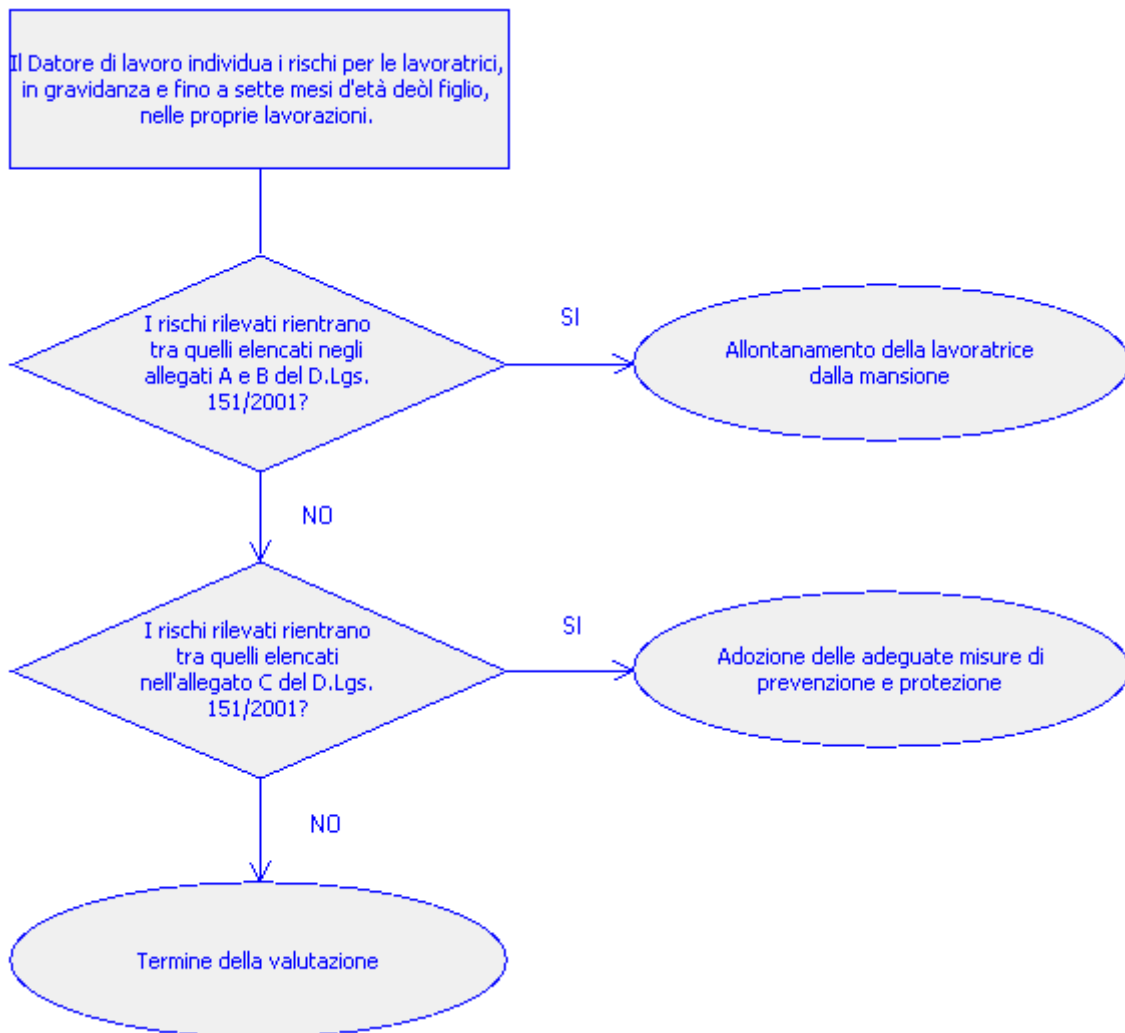 Il Datore di lavoro individua i rischi per le lavoratrici,
in gravidanza e fino a sette mesi d'età deòl figlio,
nelle proprie lavorazioni.
I rischi rilevati rientrano
tra quelli elencati negli
allegati A e B del D.Lgs.
151/2001?
SI
Allontanamento della lavoratrice
dalla mansione
NO
I rischi rilevati rientrano
tra quelli elencati
nell'allegato C del D.Lgs.
151/2001?
SI
Adozione delle adeguate misure di
prevenzione e protezione
NO
Termine della valutazione